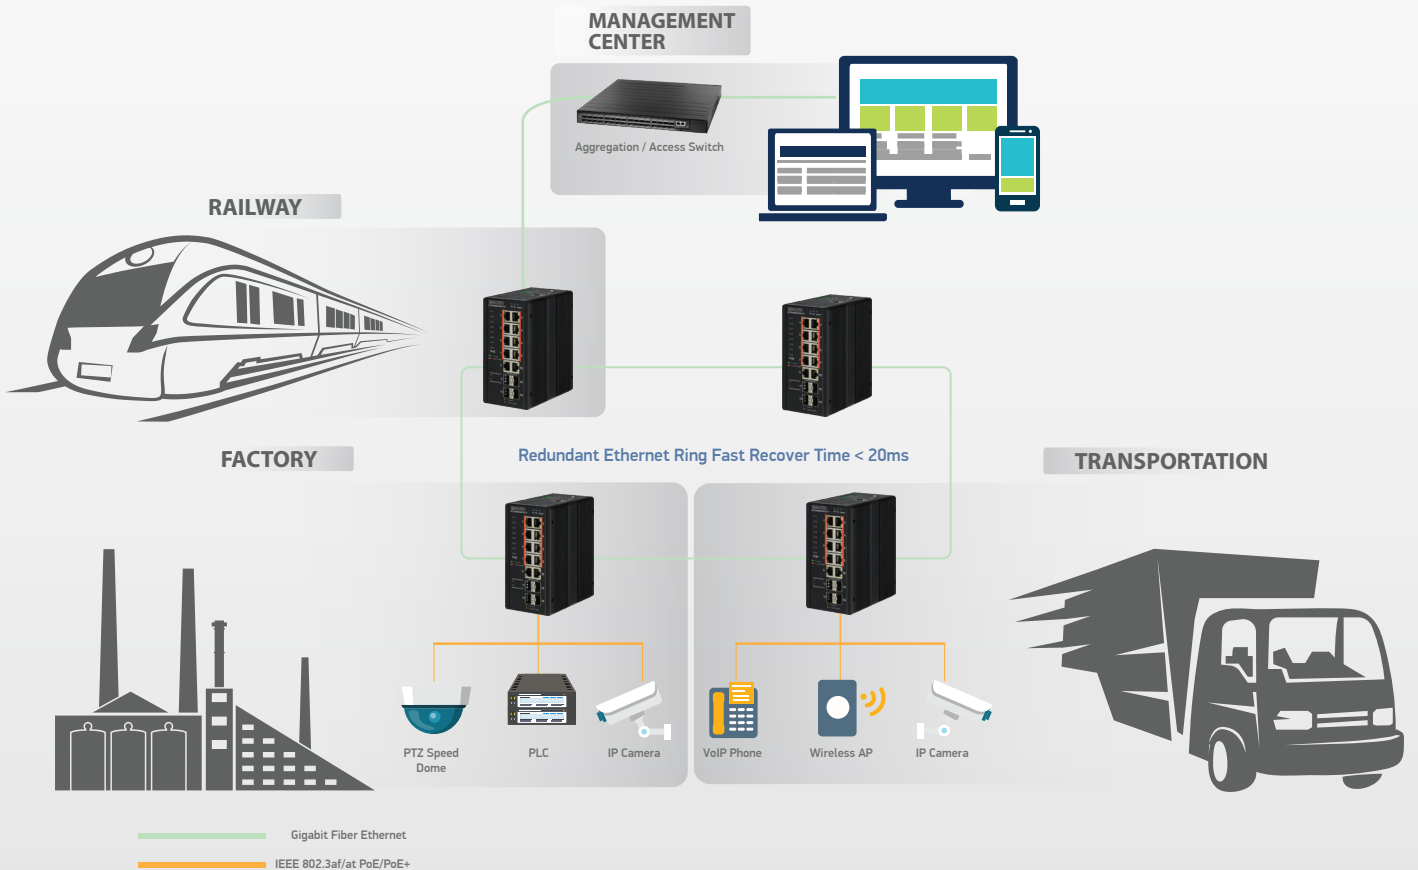 MANAGEMENT
CENTER
Aggregation / Access Switch
RAILWAY
FACTORY
Redundant Ethernet Ring Fast Recover Time < 20ms
TRANSPORTATION
PTZ Speed
Dome
PLC
IP Camera
VoIP Phone
Wireless AP
IP Camera
Gigabit Fiber Ethernet
IEEE 802.3af/at PoE/PoE+